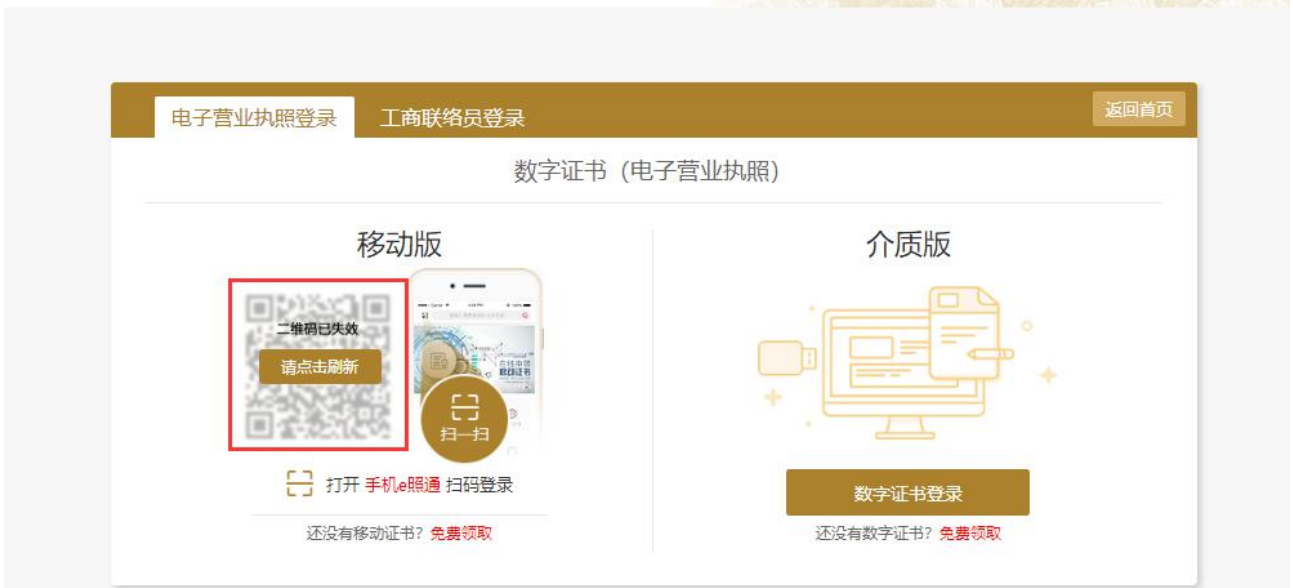 电子营业执照登录
工商联络员登录
返回首页
数字证书（电子营业执照）
移动版
介质版
二维码已失效
请点击刷新
扫一扫
打开 手机e照通 扫码登录
数字证书登录
还没有移动证书？免费领取
还没有数字证书？免费领取